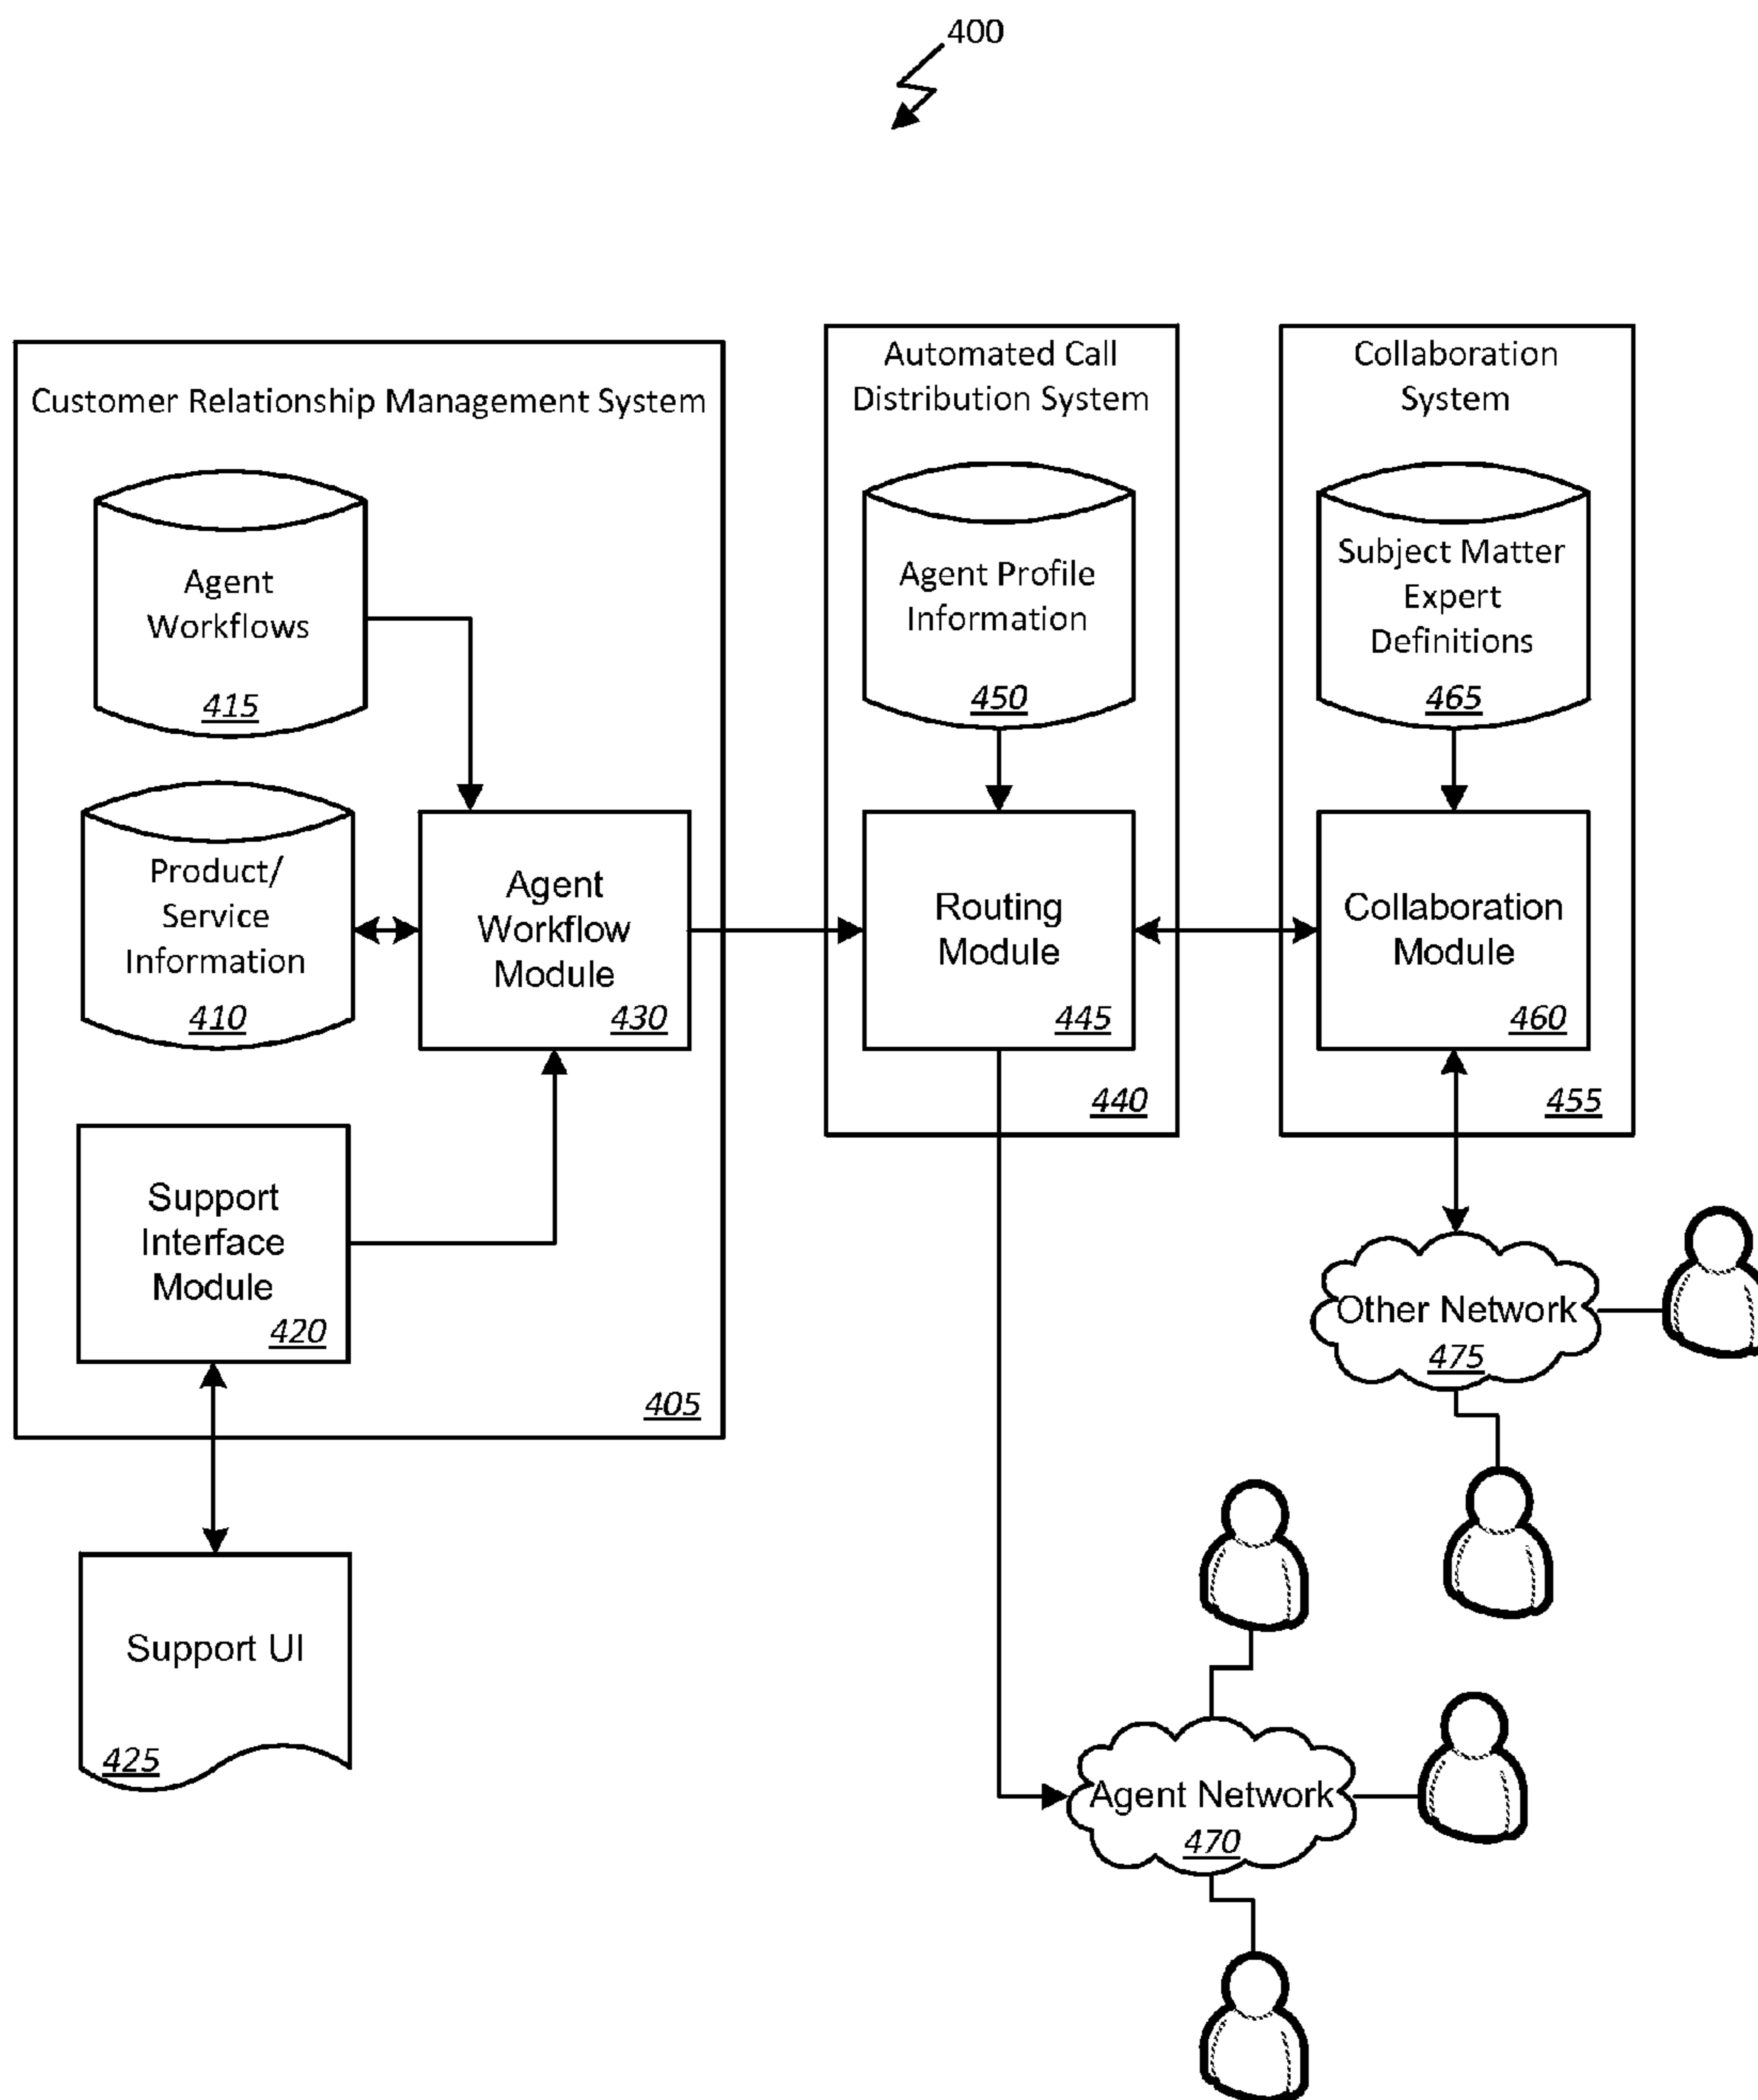 400
Customer Relationship Management System
Agent
Workflows
415
Product/
Service
Information
410
Agent
Workflow
Module
430
Support
Interface
Module
420
405
Support UI
425
Automated Call
Distribution System
Agent Profile
Information
450
Routing
Module
445
440
Collaboration
System
Subject Matter
Expert
Definitions
465
Collaboration
Module
460
455
Other Network
475
Agent Network
470